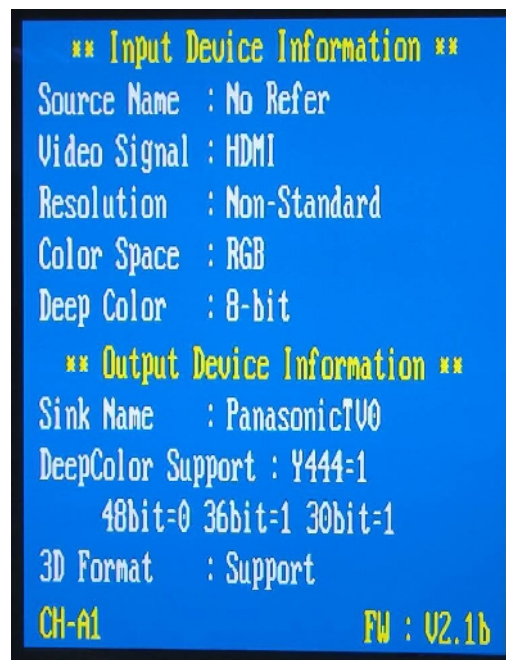 ** Input Device Information **
Source Name : No Refer
Video Signal : HDMI
Resolution : Non-Standard
Color Space : RGB
Deep Color : 8-bit
** Output Device Information **
Sink Name : PanasonicTV0
DeepColor Support : Y444=1
48bit=0 36bit=1 30bit=1
3D Format : Support
CH-A1 FW : V2.1b